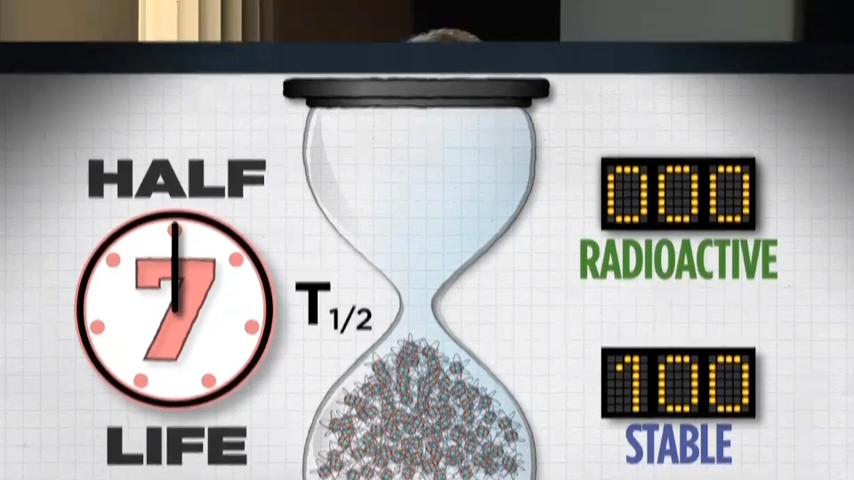 HALF
7
LIFE
T1/2
000
RADIOACTIVE
100
STABLE